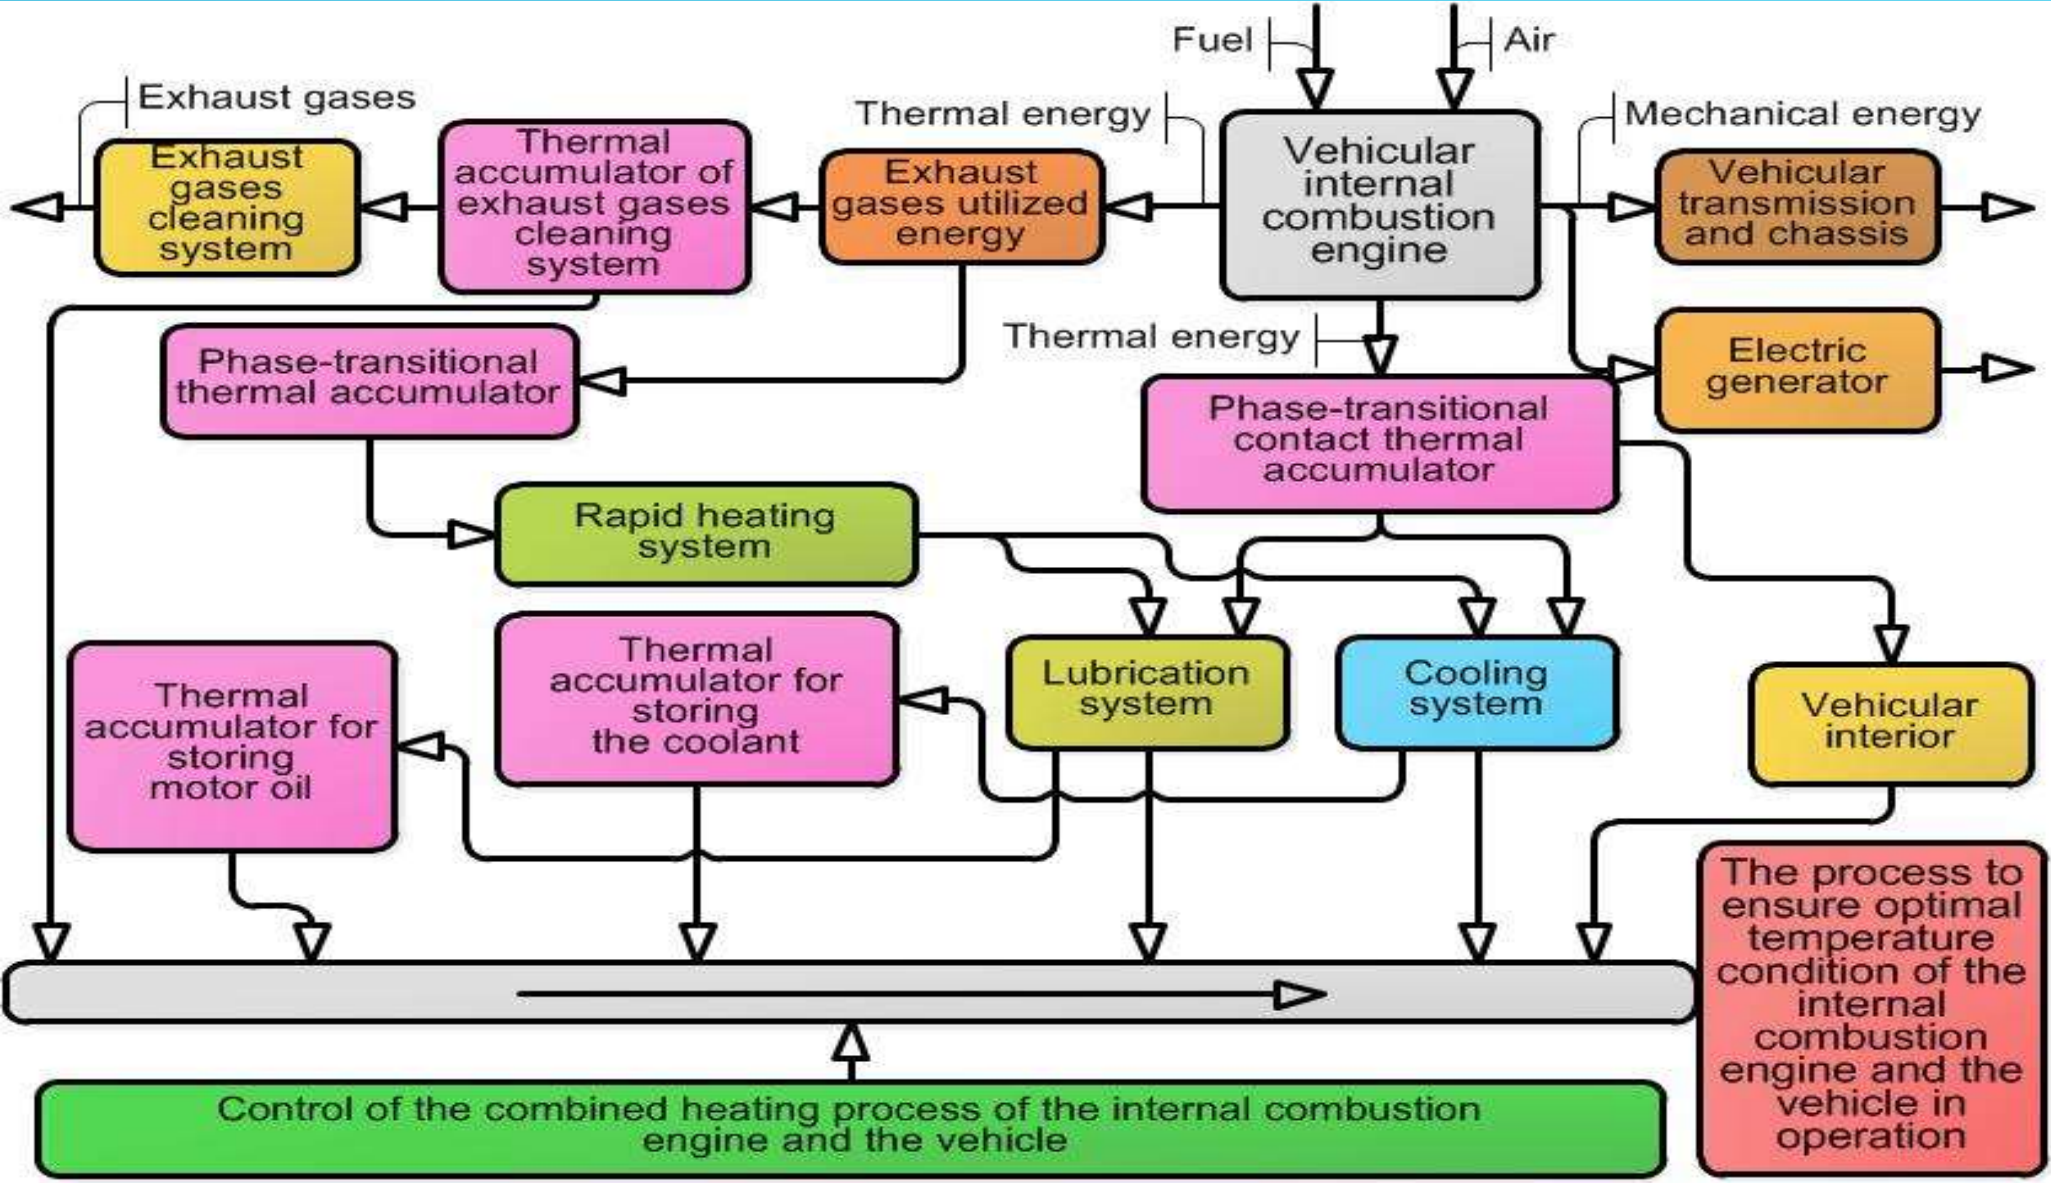 Fuel
Air
Exhaust gases
Thermal energy
Mechanical energy
Exhaust
gases
cleaning
system
Thermal
accumulator of
exhaust gases
cleaning
system
Exhaust
gases utilized
energy
Vehicular
internal
combustion
engine
Vehicular
transmission
and chassis
Thermal energy
Electric
generator
Phase-transitional
thermal accumulator
Phase-transitional
contact thermal
accumulator
Rapid heating
system
Thermal
accumulator for
storing
motor oil
Thermal
accumulator for
storing
the coolant
Lubrication
system
Cooling
system
Vehicular
interior
The process to
ensure optimal
temperature
condition of the
internal
combustion
engine and the
vehicle in
operation
Control of the combined heating process of the internal combustion
engine and the vehicle